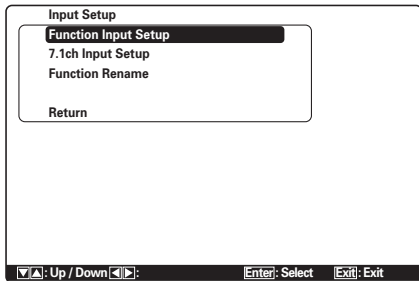 Input Setup
Function Input Setup
7.1ch Input Setup
Function Rename
Return
▼▲: Up / Down ◀▶: Enter: Select Exit: Exit